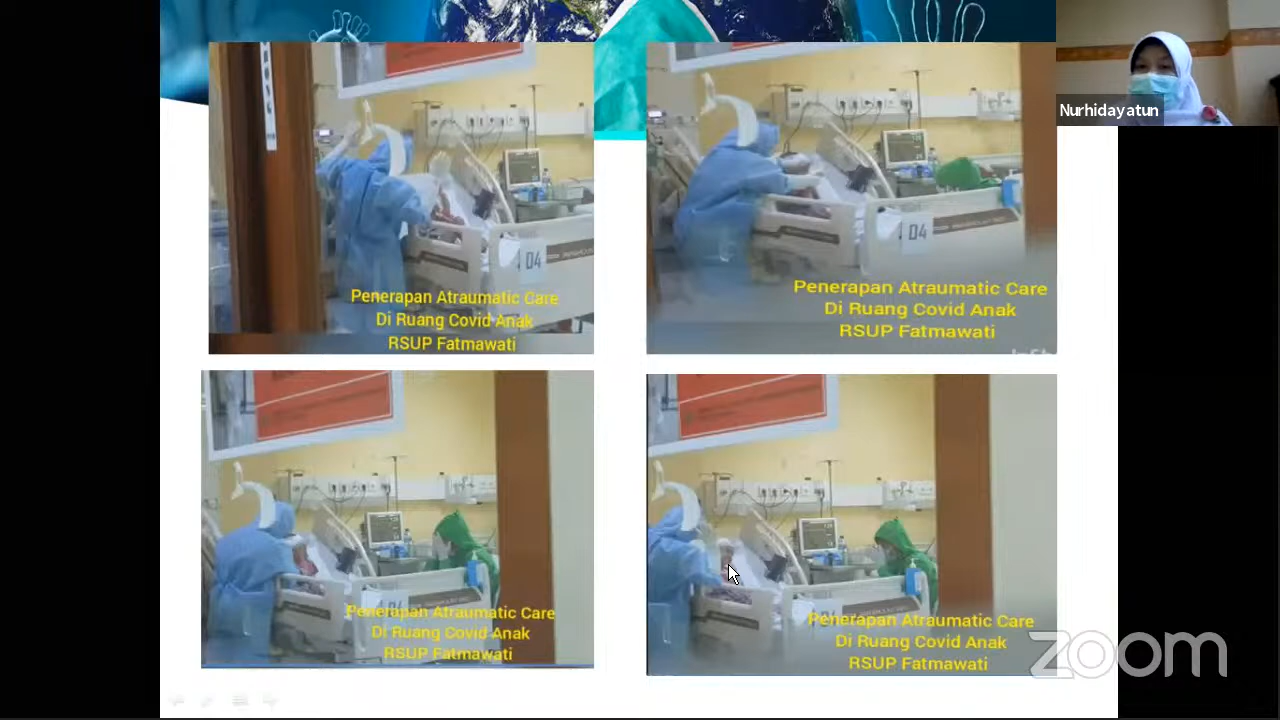 Nurhidayatun
04
Penerapan Atraumatic Care
Di Ruang Covid Anak
RSUP Fatmawati
04
Penerapan Atraumatic Care
Di Ruang Covid Anak
RSUP Fatmawati
Penerapan Atraumatic Care
Di Ruang Covid Anak
RSUP Fatmawati
Penerapan Atraumatic Care
Di Ruang Covid Anak
RSUP Fatmawati
zoom